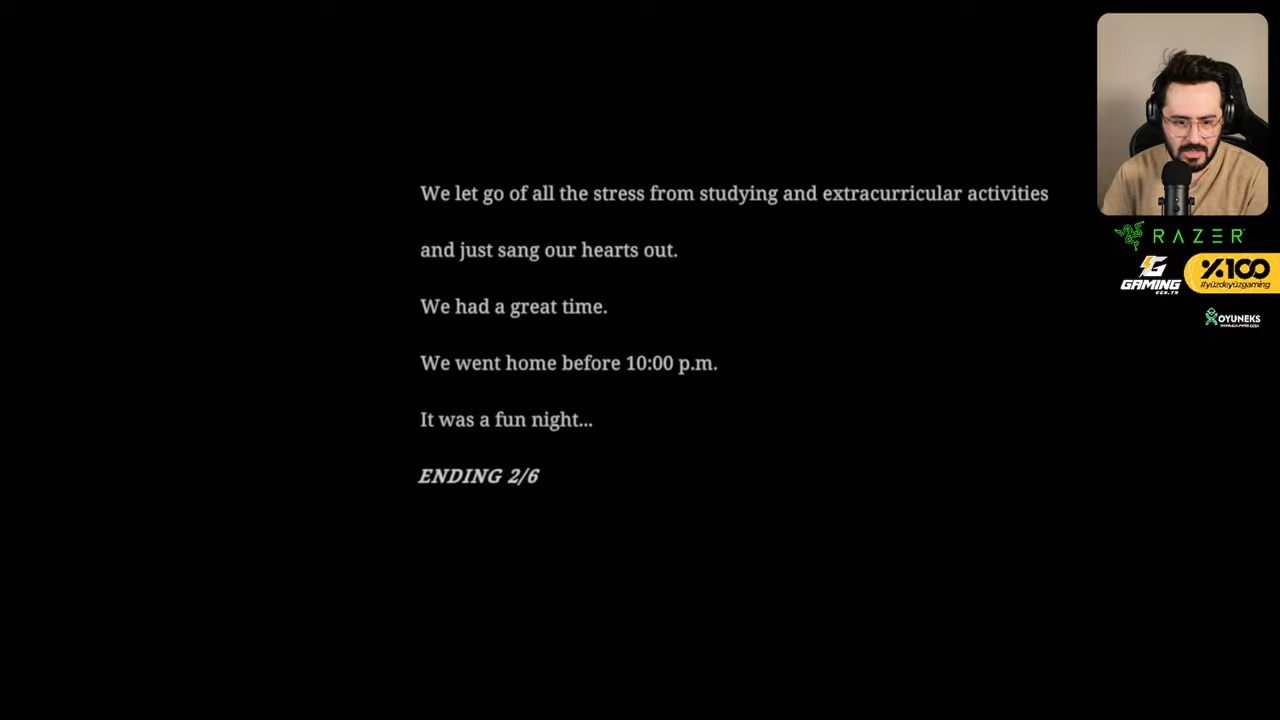 We let go of all the stress from studying and extracurricular activities
and just sang our hearts out.
We had a great time.
We went home before 10:00 p.m.
It was a fun night...
ENDING 2/6
RAZER
GAMING
GEN.TR
%100
#yüzdeyüzgaming
OYUNEKS